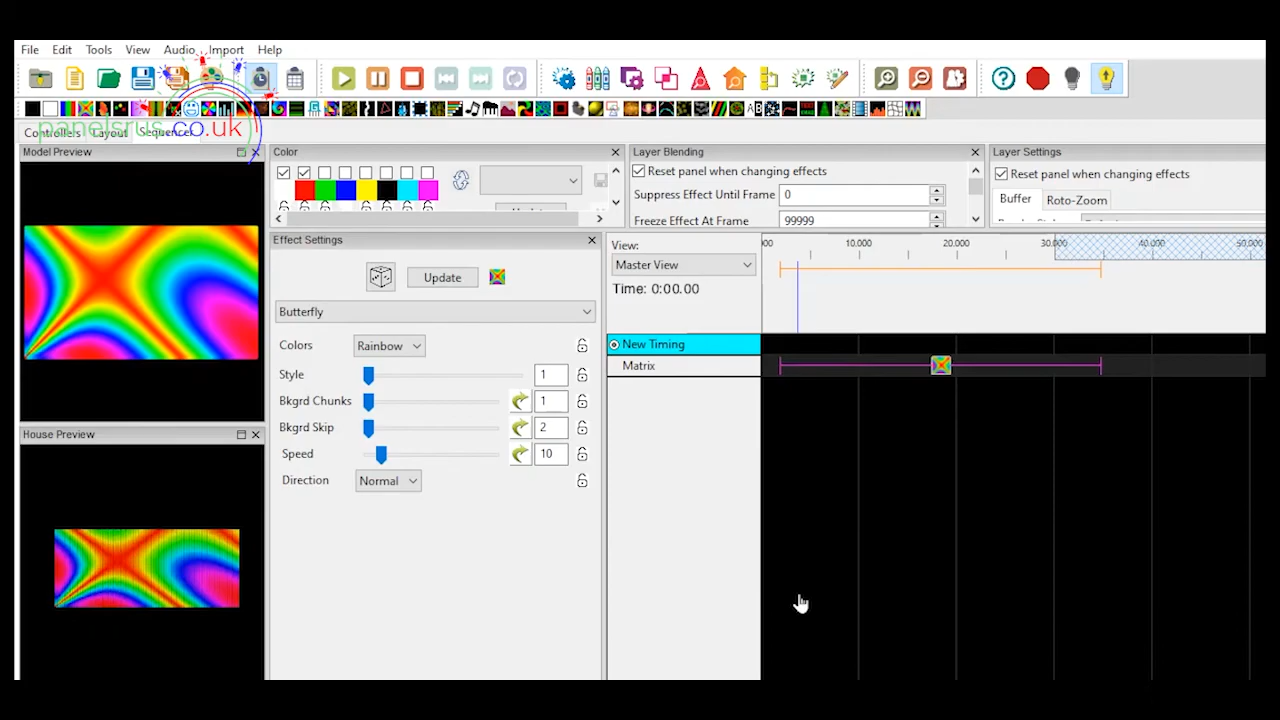 File Edit Tools View Audio Import Help
panelsrus.co.uk
Controllers Layout Sequencer
Model Preview
Color
Layer Blending
Layer Settings
Reset panel when changing effects
Reset panel when changing effects
Suppress Effect Until Frame 0
Buffer Roto-Zoom
Freeze Effect At Frame 99999
Effect Settings
Update
View:
Master View
Time: 0:00.00
000 10.000 20.000 30.000 40.000 50.000
Butterfly
Colors Rainbow
New Timing
Style 1
Matrix
Bkgrd Chunks 1
Bkgrd Skip 2
House Preview
Speed 10
Direction Normal